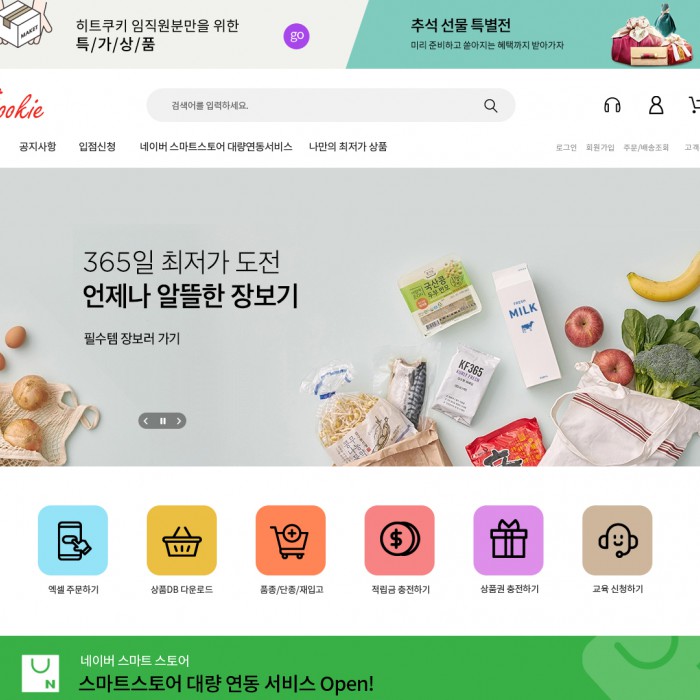 MAKET
히트쿠키 임직원분만을 위한
특/가/상/품
go
추석 선물 특별전
미리 준비하고 쏟아지는 혜택까지 받아가자
ookie
검색어를 입력하세요.
공지사항 입점신청 네이버 스마트스토어 대량연동서비스 나만의 최저가 상품
로그인 회원가입 주문/배송조회 고객
365일 최저가 도전
언제나 알뜰한 장보기
필수템 장보러 가기
국산콩
두부면모
FRESH
MILK
KF365
엑셀 주문하기
상품DB 다운로드
품종/단종/재입고
적립금 충전하기
상품권 충전하기
교육 신청하기
N
네이버 스마트 스토어
스마트스토어 대량 연동 서비스 Open!